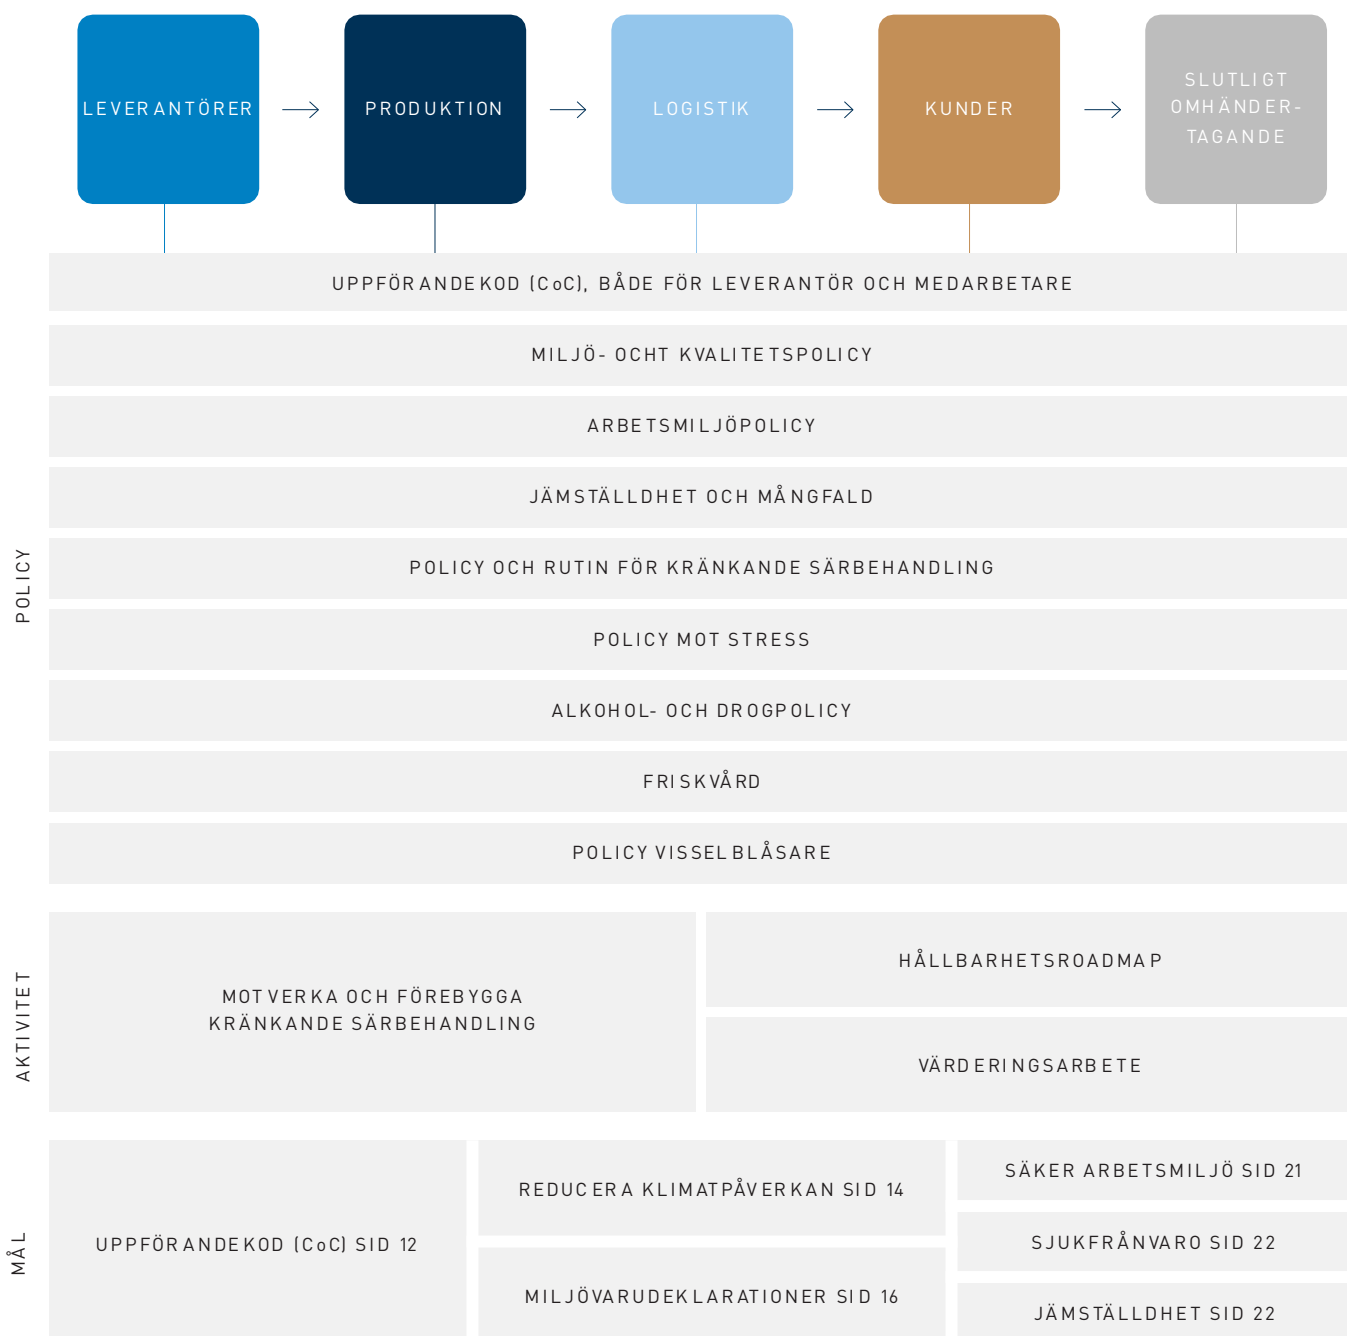 LEVERANTÖRER
PRODUKTION
LOGISTIK
KUNDER
SLUTLIGT
OMHÄNDER-
TAGANDE
POLICY
UPPFÖRANDEKOD (CoC), BÅDE FÖR LEVERANTÖR OCH MEDARBETARE
MILJÖ- OCHT KVALITETSPOLICY
ARBETSMILJÖPOLICY
JÄMSTÄLLDHET OCH MÅNGFALD
POLICY OCH RUTIN FÖR KRÄNKANDE SÄRBEHANDLING
POLICY MOT STRESS
ALKOHOL- OCH DROGPOLICY
FRISKVÅRD
POLICY VISSELBLÅSARE
AKTIVITET
MOTVERKA OCH FÖREBYGGA
KRÄNKANDE SÄRBEHANDLING
HÅLLBARHETSROADMAP
VÄRDERINGSARBETE
MÅL
UPPFÖRANDEKOD (CoC) SID 12
REDUCERA KLIMATPÅVERKAN SID 14
MILJÖVARUDEKLARATIONER SID 16
SÄKER ARBETSMILJÖ SID 21
SJUKFRÅNVARO SID 22
JÄMSTÄLLDHET SID 22